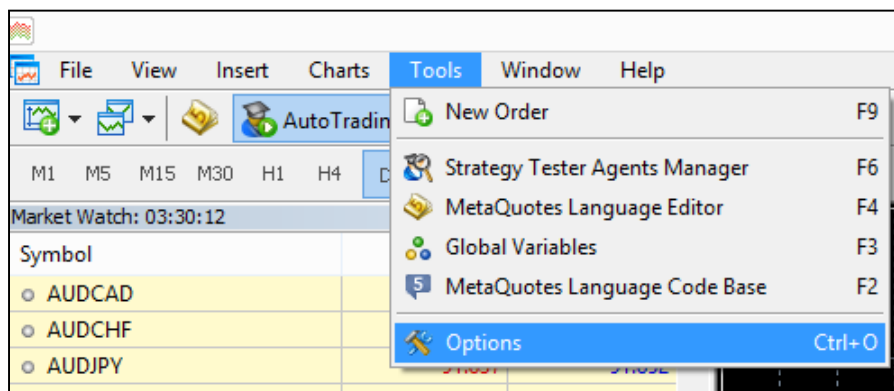 File View Insert Charts Tools Window Help
AutoTradin
New Order F9
M1 M5 M15 M30 H1 H4 D
Strategy Tester Agents Manager F6
Market Watch: 03:30:12
MetaQuotes Language Editor F4
Symbol
Global Variables F3
AUDCAD
MetaQuotes Language Code Base F2
AUDCHF
Options Ctrl+O
AUDJPY